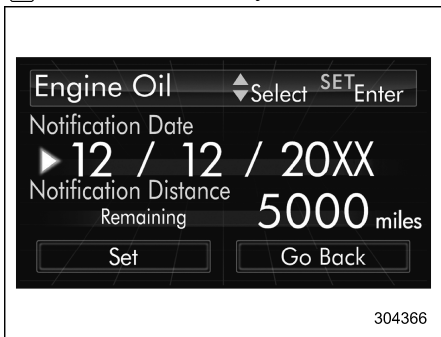 Engine Oil Select SET Enter
Notification Date
12 / 12 / 20XX
Notification Distance
Remaining 5000 miles
Set Go Back
304366